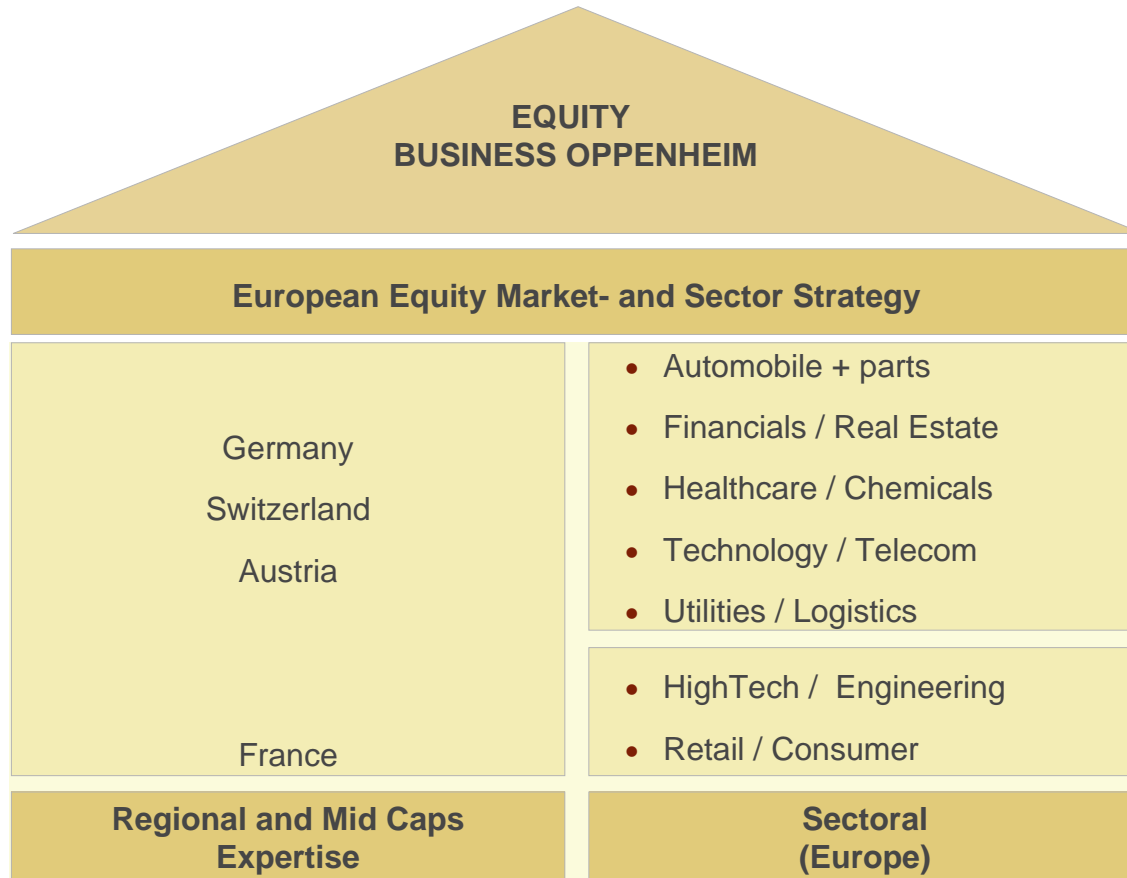 EQUITY
BUSINESS OPPENHEIM
European Equity Market- and Sector Strategy
Germany
Switzerland
Austria
France
• Automobile + parts
• Financials / Real Estate
• Healthcare / Chemicals
• Technology / Telecom
• Utilities / Logistics
• HighTech / Engineering
• Retail / Consumer
Regional and Mid Caps
Expertise
Sectoral
(Europe)